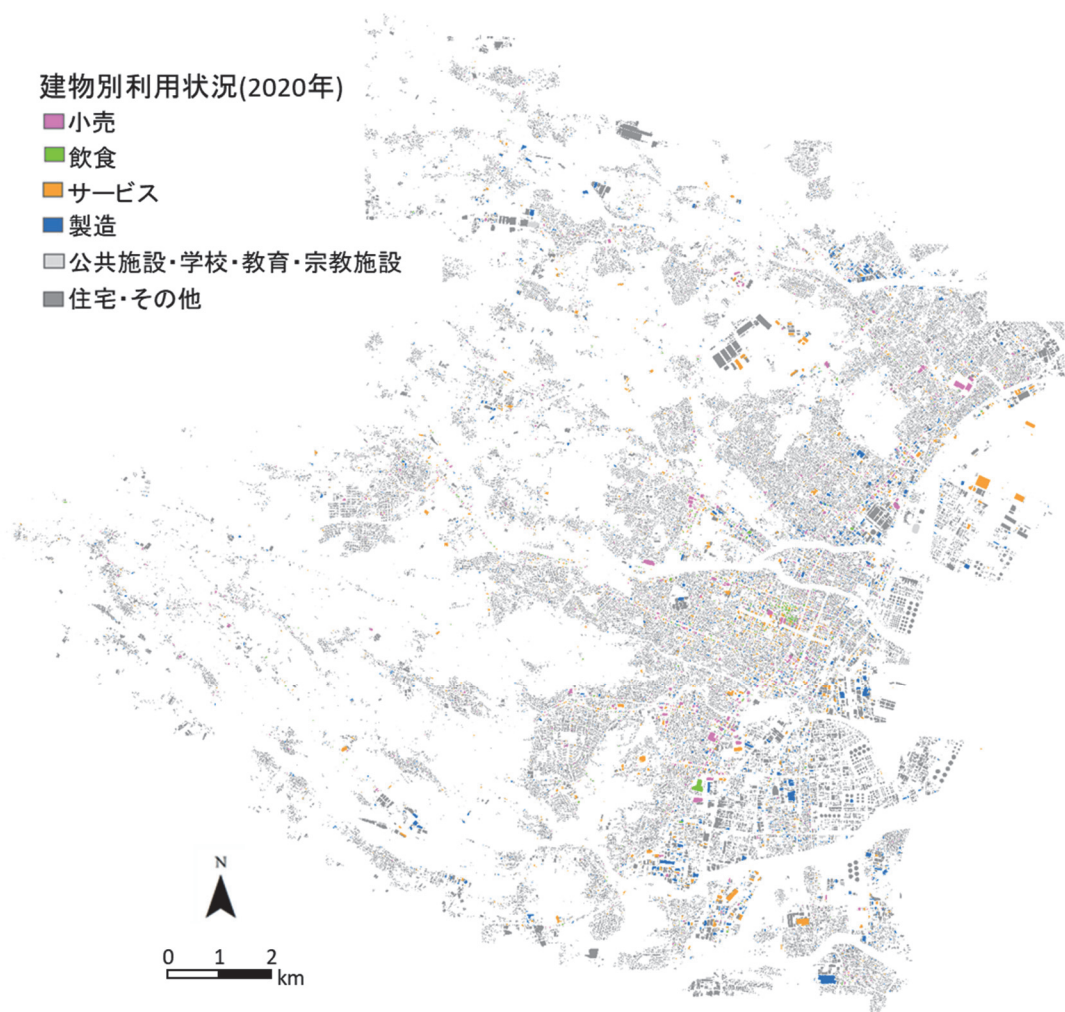 建物別利用状況(2020年)
小売
飲食
サービス
製造
公共施設・学校・教育・宗教施設
住宅・その他
N
0 1 2
km